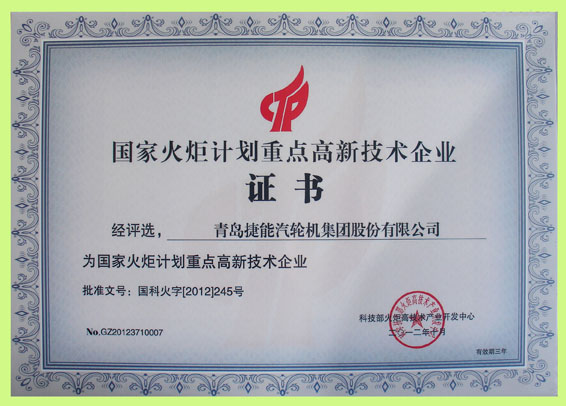 国家火炬计划重点高新技术企业
证书
经评选， 青岛捷能汽轮机集团股份有限公司
为国家火炬计划重点高新技术企业
批准文号：国科火字[2012]245号
科技部火炬高技术产业开发中心
No.GZ20123710007
二〇一二年十月
有效期三年